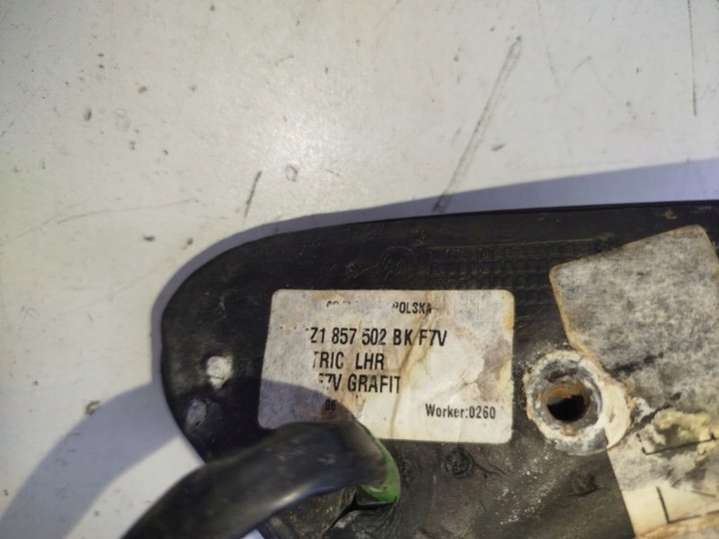 POLSKA
Z1 857 502 BK F7V
TRIC LHR
F7V GRAFIT
Worker:0260